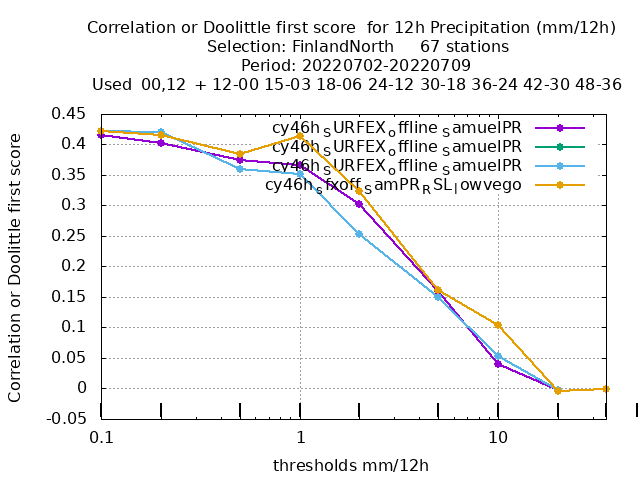 Correlation or Doolittle first score  for 12h Precipitation (mm/12h)
Selection: FinlandNorth     67 stations
Period: 20220702-20220709
Used  00,12  + 12-00 15-03 18-06 24-12 30-18 36-24 42-30 48-36
cy46h_SURFEX_offline_SamuelPR
cy46h_SURFEX_offline_SamuelPR
cy46h_SURFEX_offline_SamuelPR
cy46h_sfxoff_SamPR_RSL_lowvego
Correlation or Doolittle first score
0.45
0.4
0.35
0.3
0.25
0.2
0.15
0.1
0.05
0
-0.05
0.1 1 10
thresholds mm/12h